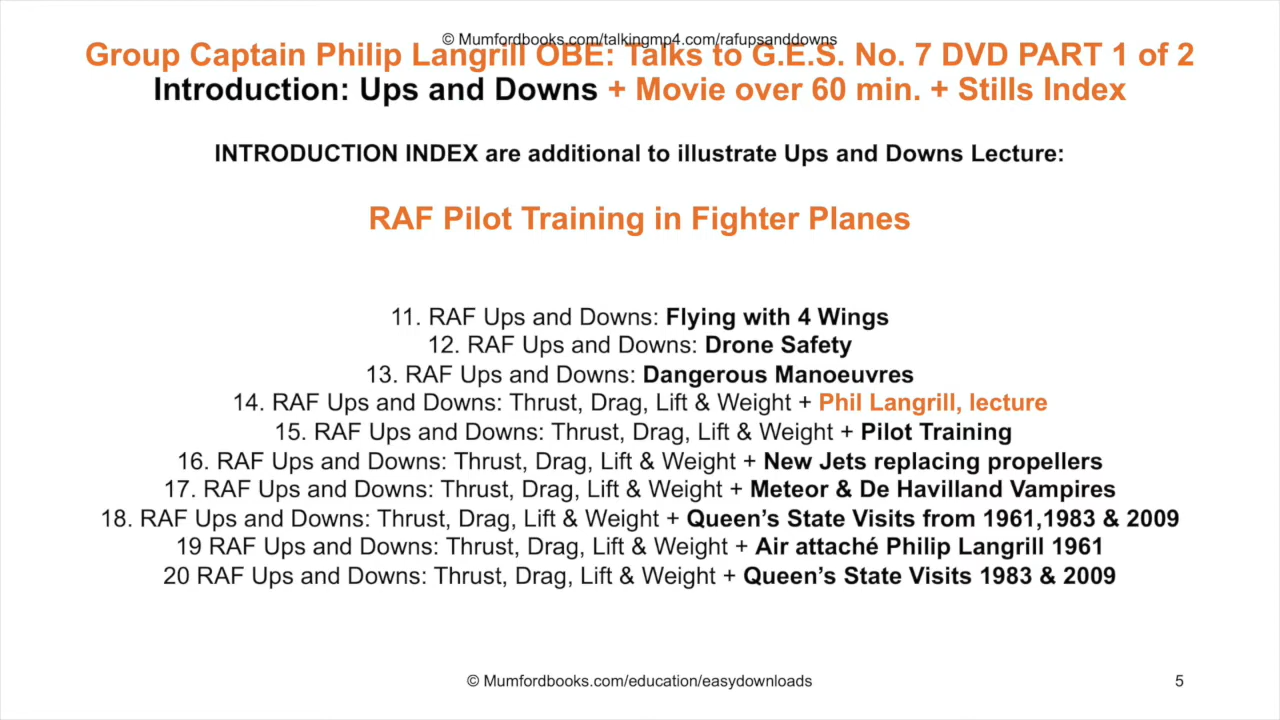 © Mumfordbooks.com/talkingmp4.com/rafupsanddowns
Group Captain Philip Langrill OBE: Talks to G.E.S. No. 7 DVD PART 1 of 2
Introduction: Ups and Downs + Movie over 60 min. + Stills Index
INTRODUCTION INDEX are additional to illustrate Ups and Downs Lecture:
RAF Pilot Training in Fighter Planes
11. RAF Ups and Downs: Flying with 4 Wings
12. RAF Ups and Downs: Drone Safety
13. RAF Ups and Downs: Dangerous Manoeuvres
14. RAF Ups and Downs: Thrust, Drag, Lift & Weight + Phil Langrill, lecture
15. RAF Ups and Downs: Thrust, Drag, Lift & Weight + Pilot Training
16. RAF Ups and Downs: Thrust, Drag, Lift & Weight + New Jets replacing propellers
17. RAF Ups and Downs: Thrust, Drag, Lift & Weight + Meteor & De Havilland Vampires
18. RAF Ups and Downs: Thrust, Drag, Lift & Weight + Queen’s State Visits from 1961,1983 & 2009
19 RAF Ups and Downs: Thrust, Drag, Lift & Weight + Air attaché Philip Langrill 1961
20 RAF Ups and Downs: Thrust, Drag, Lift & Weight + Queen’s State Visits 1983 & 2009
© Mumfordbooks.com/education/easydownloads
5